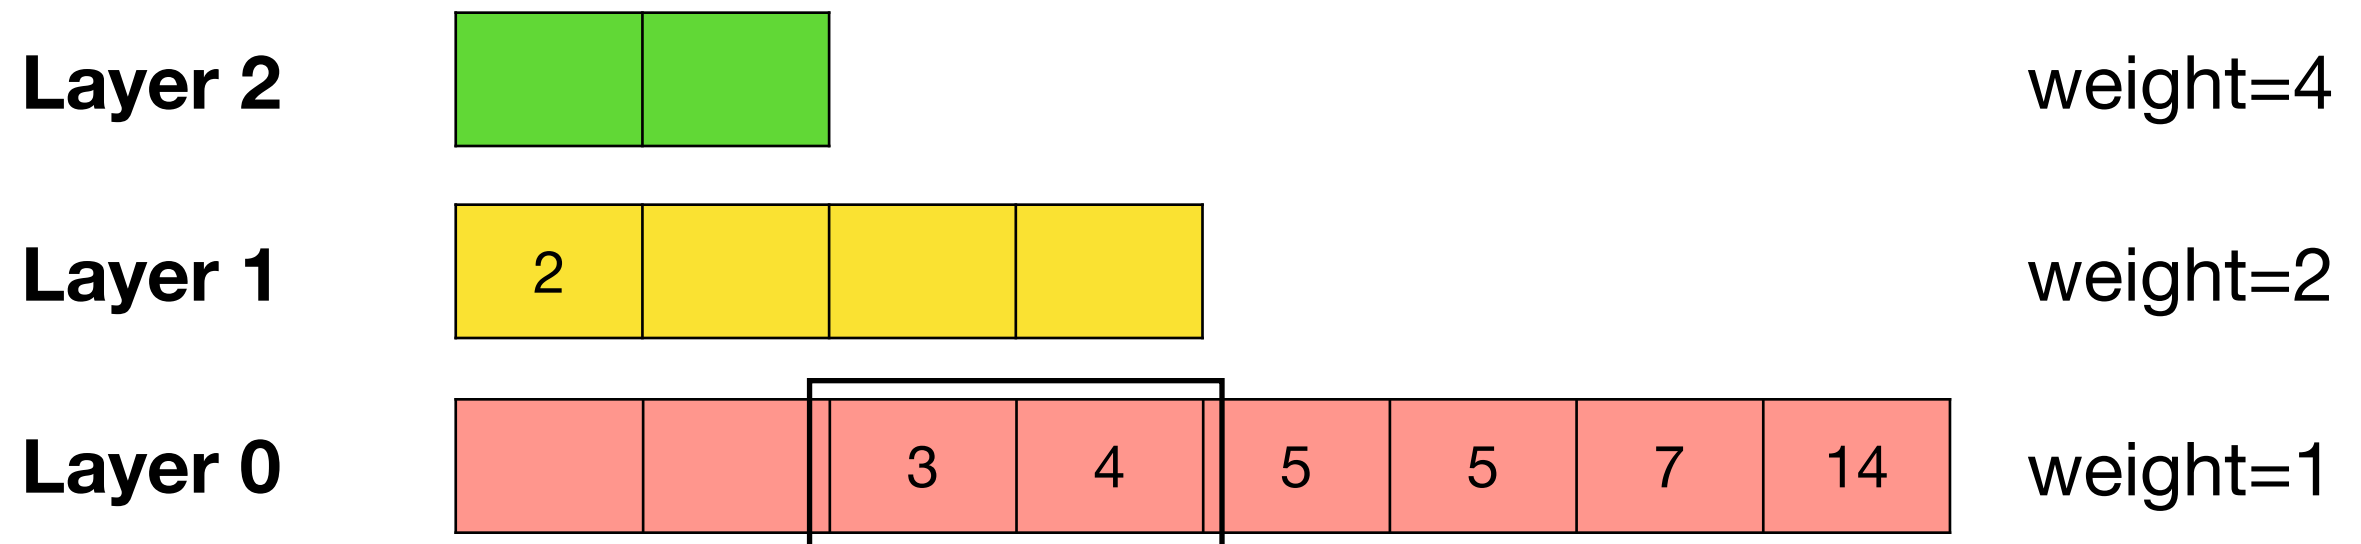 Layer 2 weight=4
Layer 1 2 weight=2
Layer 0 3 4 5 5 7 14 weight=1